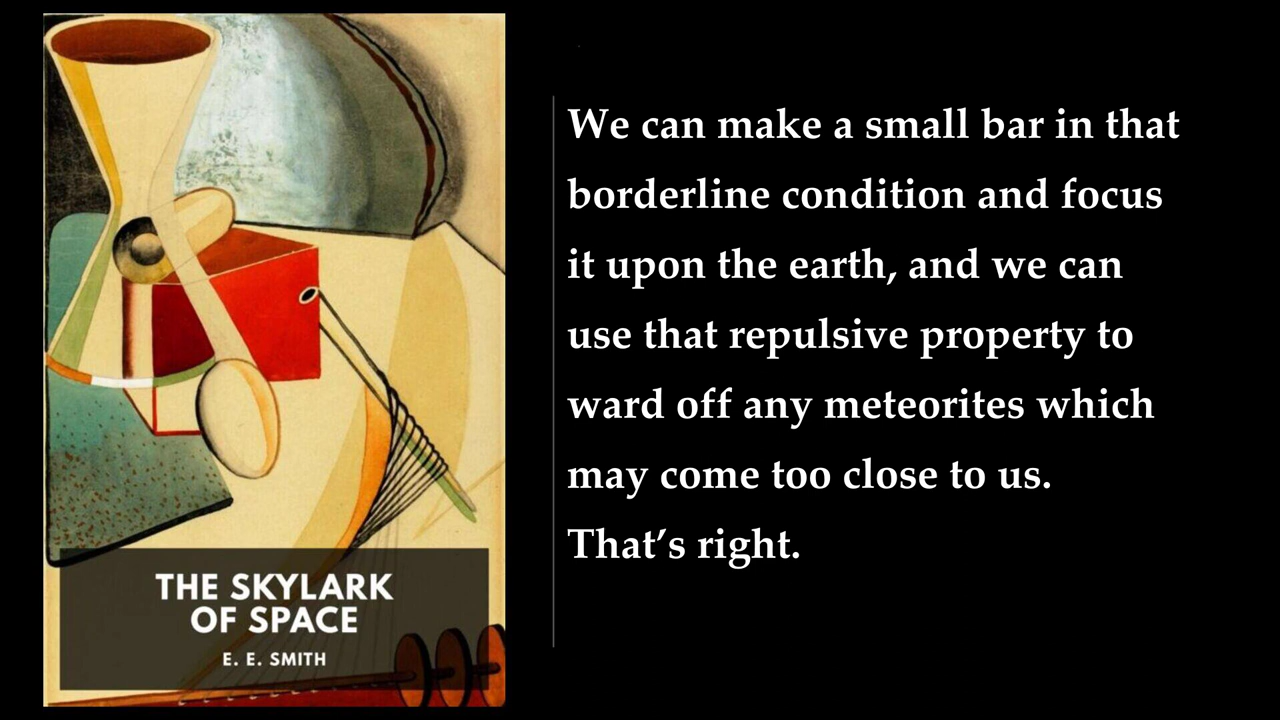 THE SKYLARK
OF SPACE
E. E. SMITH
We can make a small bar in that
borderline condition and focus
it upon the earth, and we can
use that repulsive property to
ward off any meteorites which
may come too close to us.
That’s right.